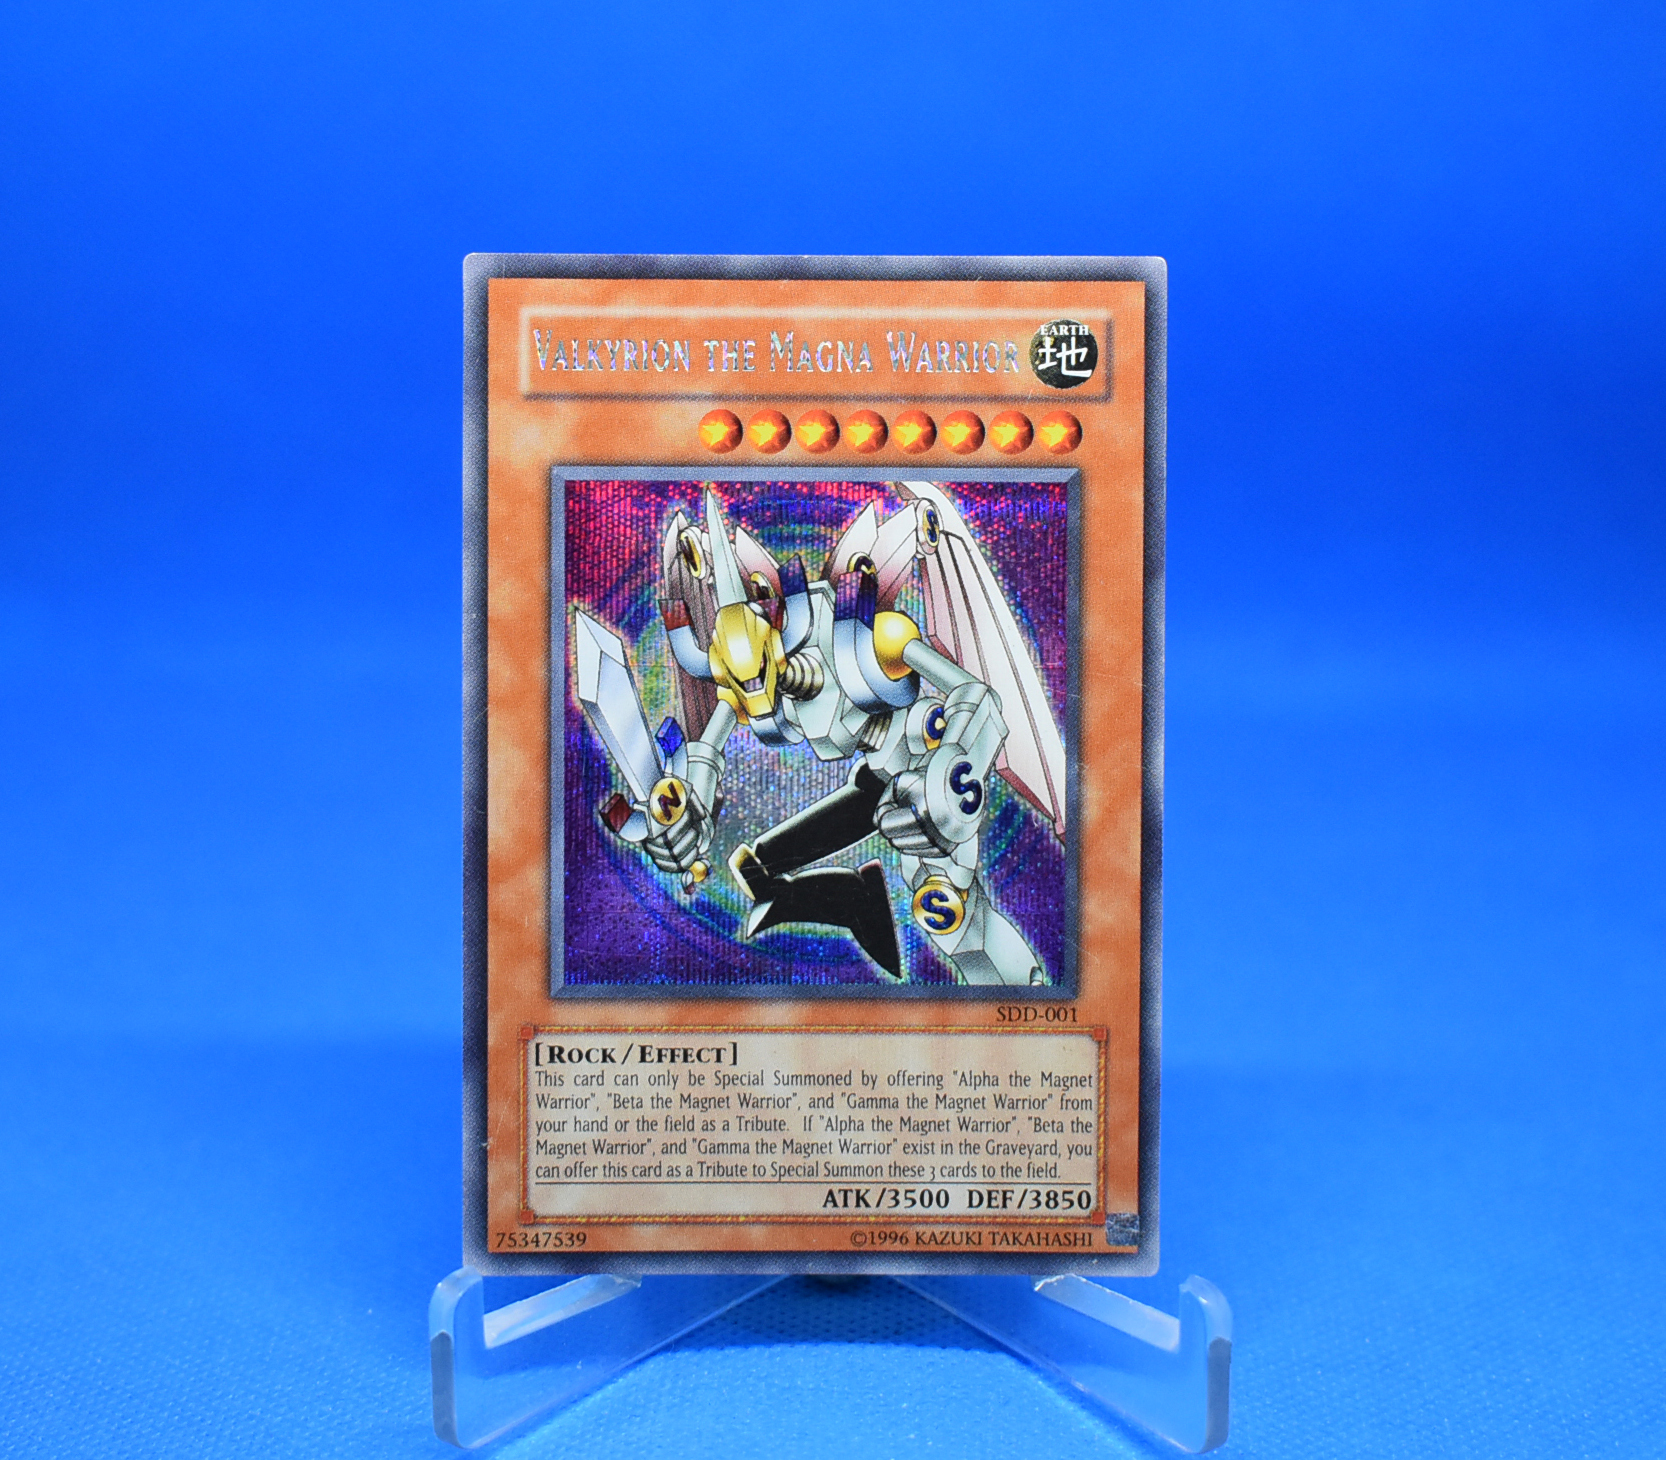 VALKYRION THE MAGNA WARRIOR
EARTH
地
N
S
C
S
S
SDD-001
[ROCK/EFFECT]
This card can only be Special Summoned by offering "Alpha the Magnet
Warrior", "Beta the Magnet Warrior", and "Gamma the Magnet Warrior" from
your hand or the field as a Tribute. If "Alpha the Magnet Warrior", "Beta the
Magnet Warrior", and "Gamma the Magnet Warrior" exist in the Graveyard, you
can offer this card as a Tribute to Special Summon these 3 cards to the field.
ATK/3500 DEF/3850
75347539
©1996 KAZUKI TAKAHASHI